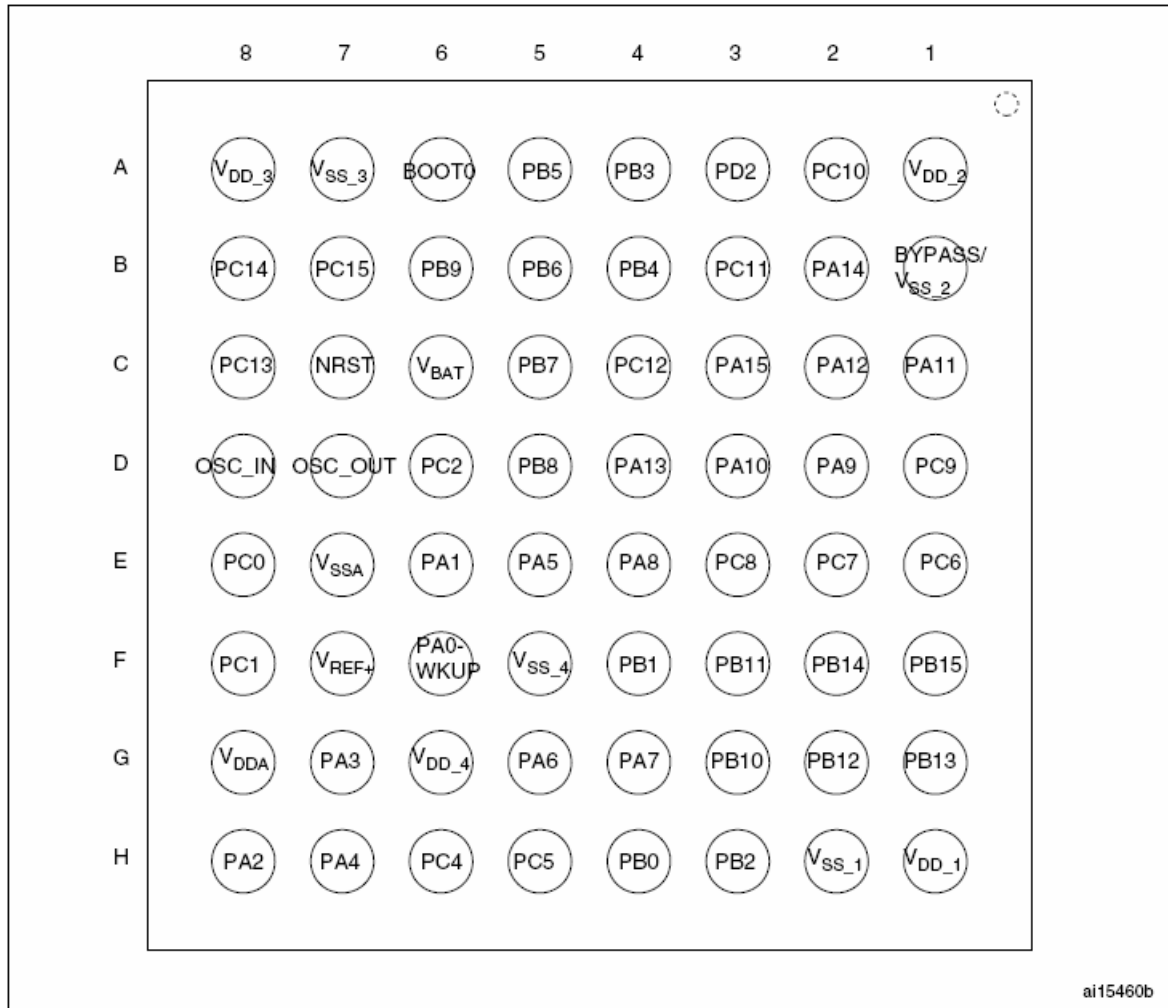 8 7 6 5 4 3 2 1
A VDD_3 VSS_3 BOOT0 PB5 PB3 PD2 PC10 VDD_2
B PC14 PC15 PB9 PB6 PB4 PC11 PA14 BYPASS/
VSS_2
C PC13 NRST VBAT PB7 PC12 PA15 PA12 PA11
D OSC_IN OSC_OUT PC2 PB8 PA13 PA10 PA9 PC9
E PC0 VSSA PA1 PA5 PA8 PC8 PC7 PC6
F PC1 VREF+ PA0-
WKUP VSS_4 PB1 PB11 PB14 PB15
G VDDA PA3 VDD_4 PA6 PA7 PB10 PB12 PB13
H PA2 PA4 PC4 PC5 PB0 PB2 VSS_1 VDD_1
ai15460b